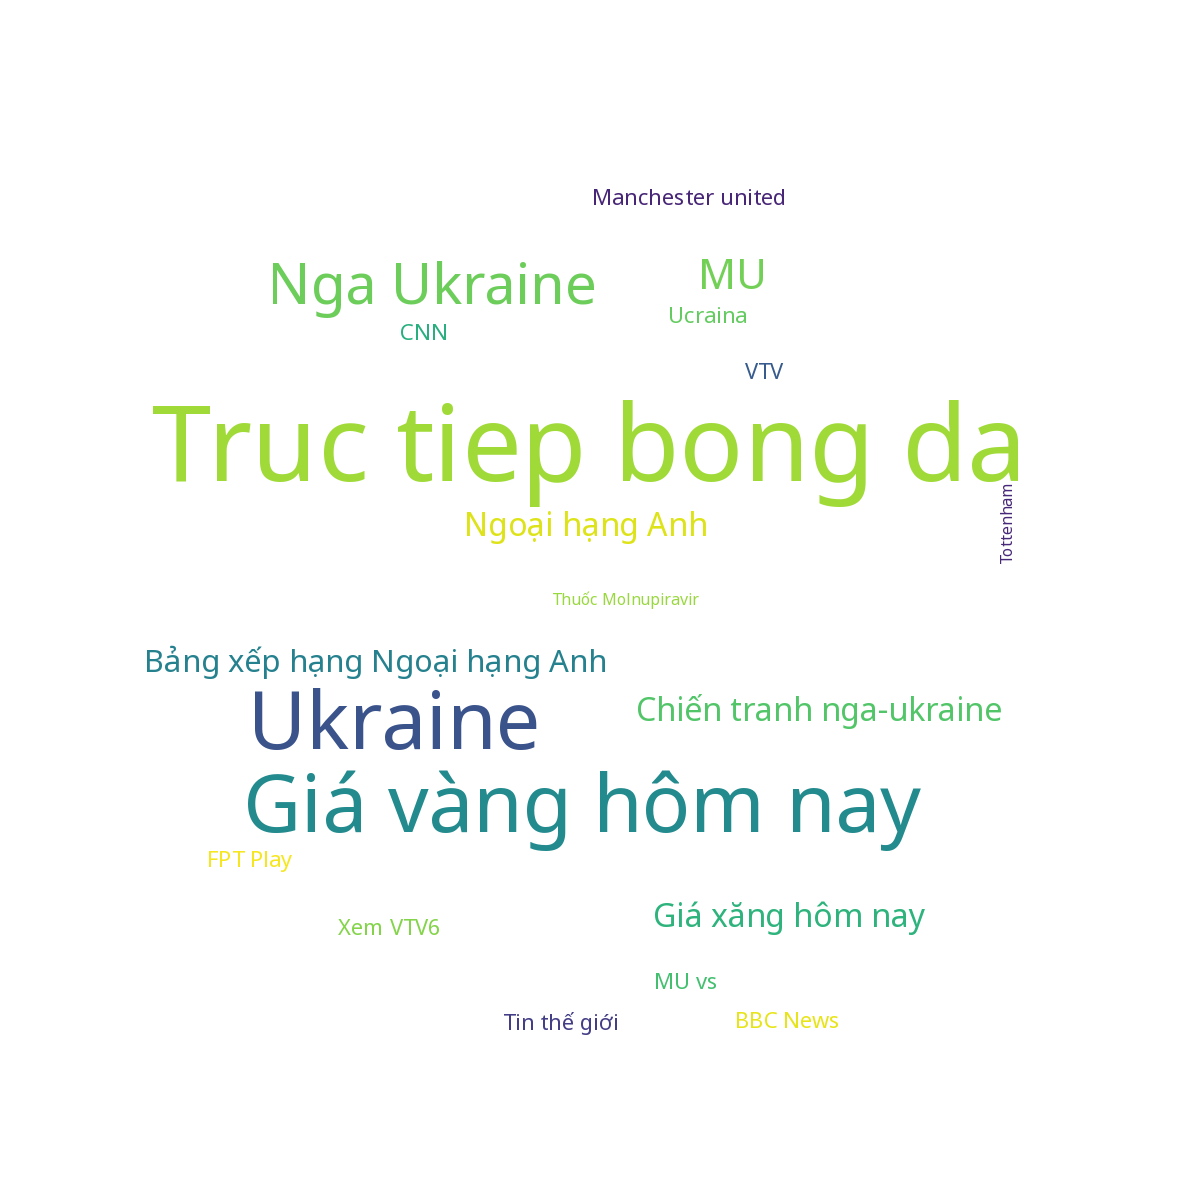 Manchester united
Nga Ukraine
MU
Ucraina
CNN
VTV
Truc tiep bong da
Tottenham
Ngoại hạng Anh
Thuốc Molnupiravir
Bảng xếp hạng Ngoại hạng Anh
Ukraine
Chiến tranh nga-ukraine
Giá vàng hôm nay
FPT Play
Giá xăng hôm nay
Xem VTV6
MU vs
Tin thế giới
BBC News